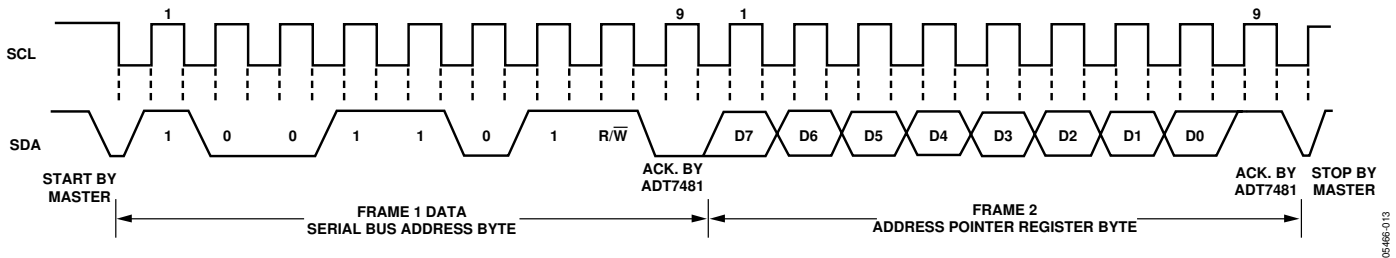 1 9 1 9
SCL
SDA
1 0 0 1 1 0 1 R/W̅ D7 D6 D5 D4 D3 D2 D1 D0
START BY
MASTER
ACK. BY
ADT7481
ACK. BY
ADT7481
STOP BY
MASTER
FRAME 1 DATA
SERIAL BUS ADDRESS BYTE
FRAME 2
ADDRESS POINTER REGISTER BYTE
05466-013